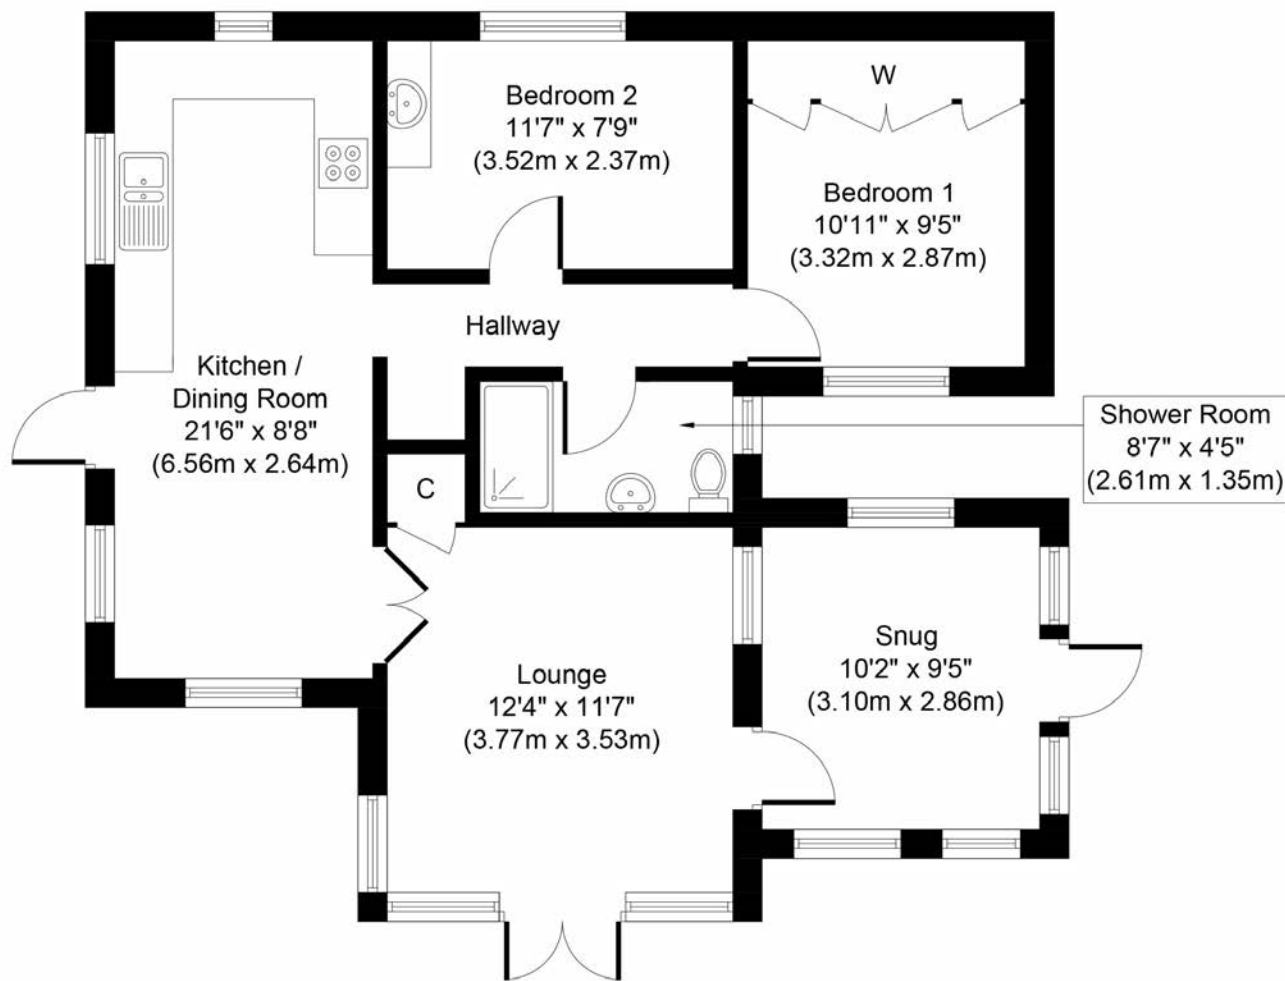 Bedroom 2
11'7" x 7'9"
(3.52m x 2.37m)
W
Bedroom 1
10'11" x 9'5"
(3.32m x 2.87m)
Hallway
Kitchen /
Dining Room
21'6" x 8'8"
(6.56m x 2.64m)
Shower Room
8'7" x 4'5"
(2.61m x 1.35m)
C
Lounge
12'4" x 11'7"
(3.77m x 3.53m)
Snug
10'2" x 9'5"
(3.10m x 2.86m)